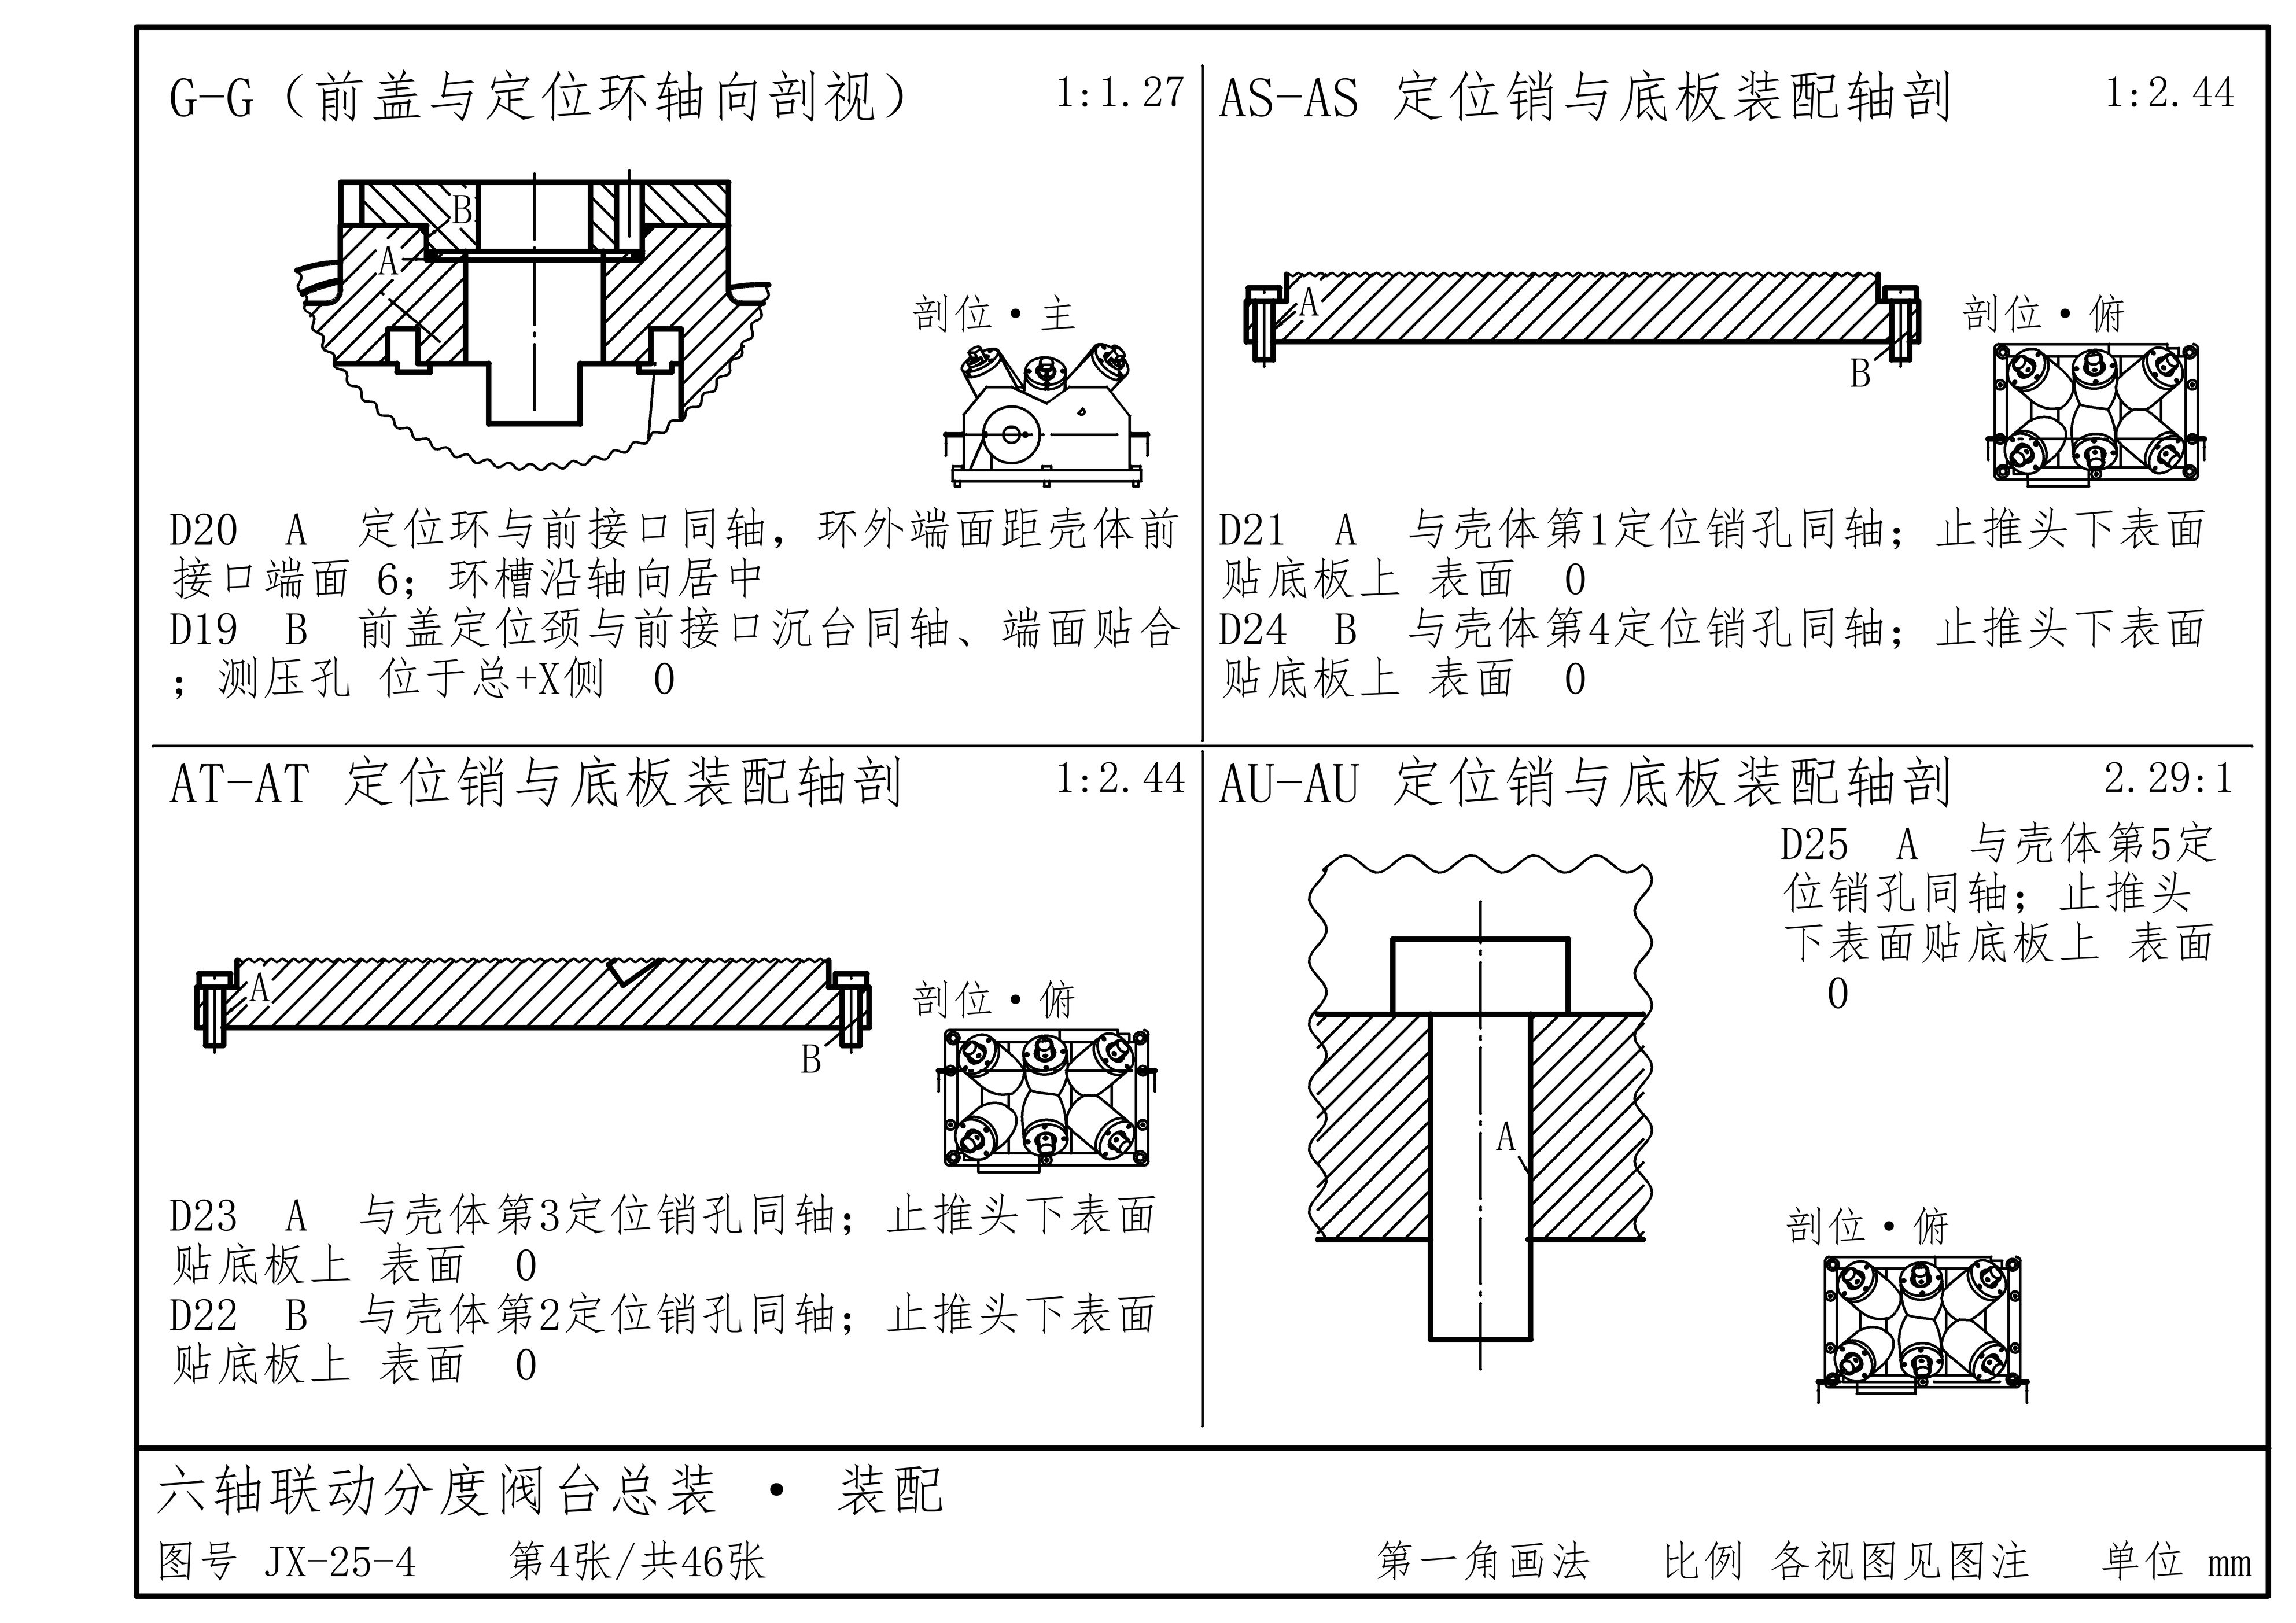 G-G（前盖与定位环轴向剖视） 1:1.27
B
A
剖位·主
D20 A 定位环与前接口同轴，环外端面距壳体前
接口端面 6；环槽沿轴向居中
D19 B 前盖定位颈与前接口沉台同轴、端面贴合
；测压孔 位于总+X侧 0
AS-AS 定位销与底板装配轴剖 1:2.44
A
B
剖位·俯
D21 A 与壳体第1定位销孔同轴；止推头下表面
贴底板上 表面 0
D24 B 与壳体第4定位销孔同轴；止推头下表面
贴底板上 表面 0
AT-AT 定位销与底板装配轴剖 1:2.44
A
B
剖位·俯
D23 A 与壳体第3定位销孔同轴；止推头下表面
贴底板上 表面 0
D22 B 与壳体第2定位销孔同轴；止推头下表面
贴底板上 表面 0
AU-AU 定位销与底板装配轴剖 2.29:1
D25 A 与壳体第5定
位销孔同轴；止推头
下表面贴底板上 表面
0
A
剖位·俯
六轴联动分度阀台总装 · 装配
图号 JX-25-4 第4张/共46张 第一角画法 比例 各视图见图注 单位 mm